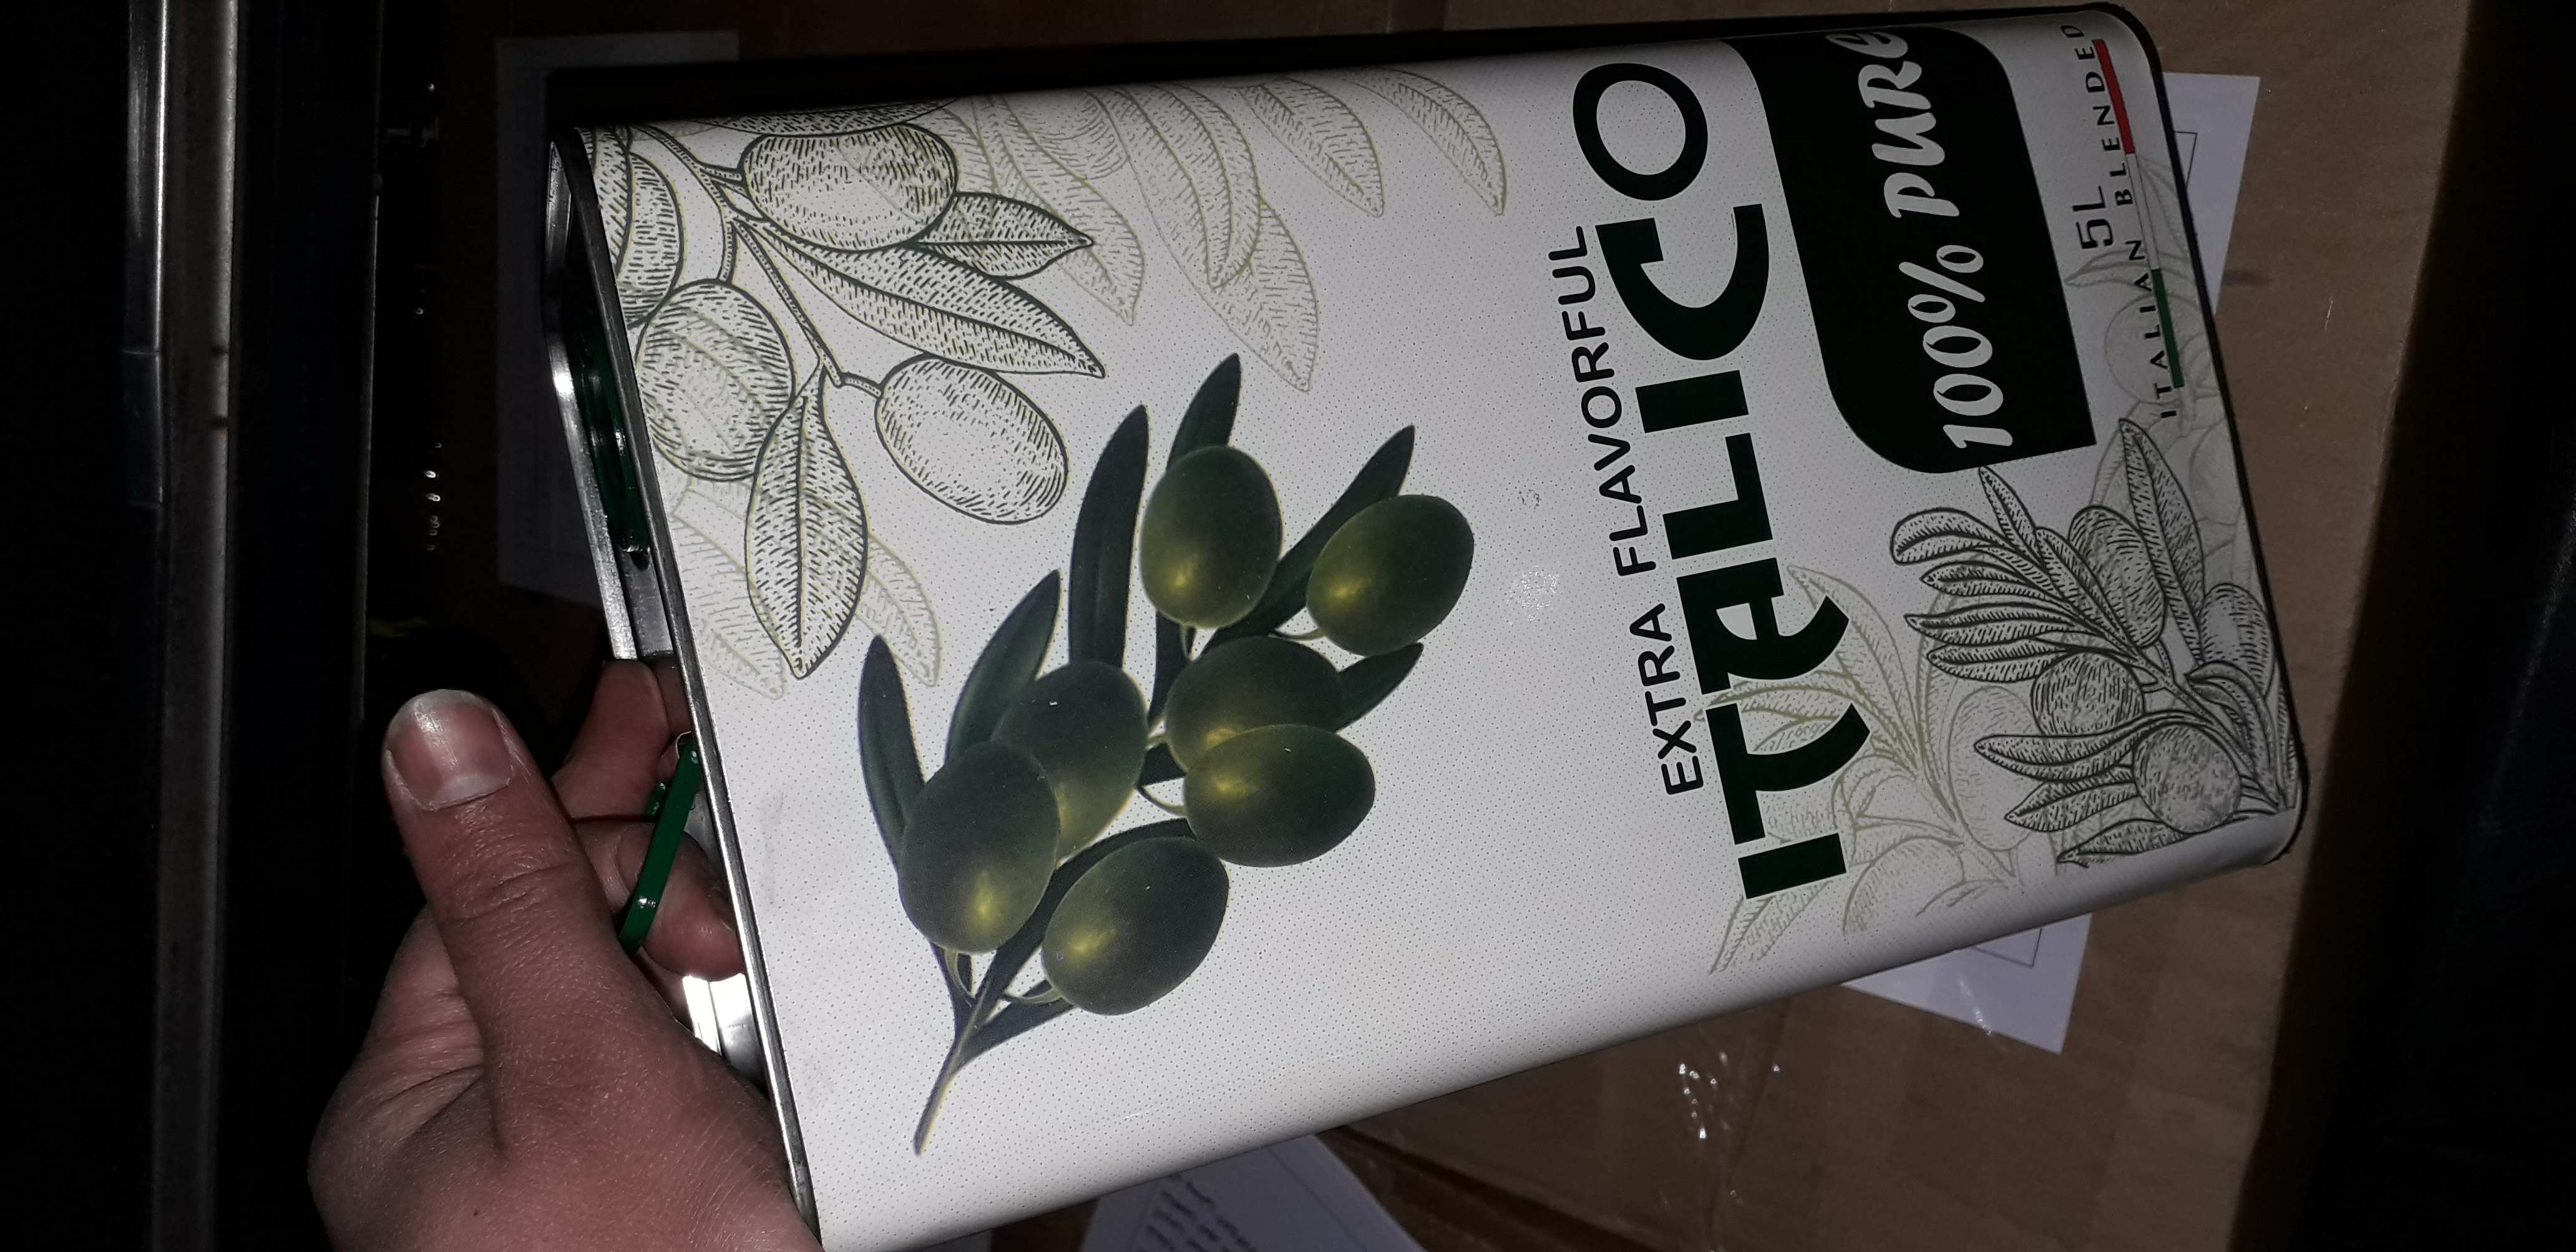 EXTRA FLAVORFUL
ITALICO
100% PURE
5L
ITALIAN BLENDED